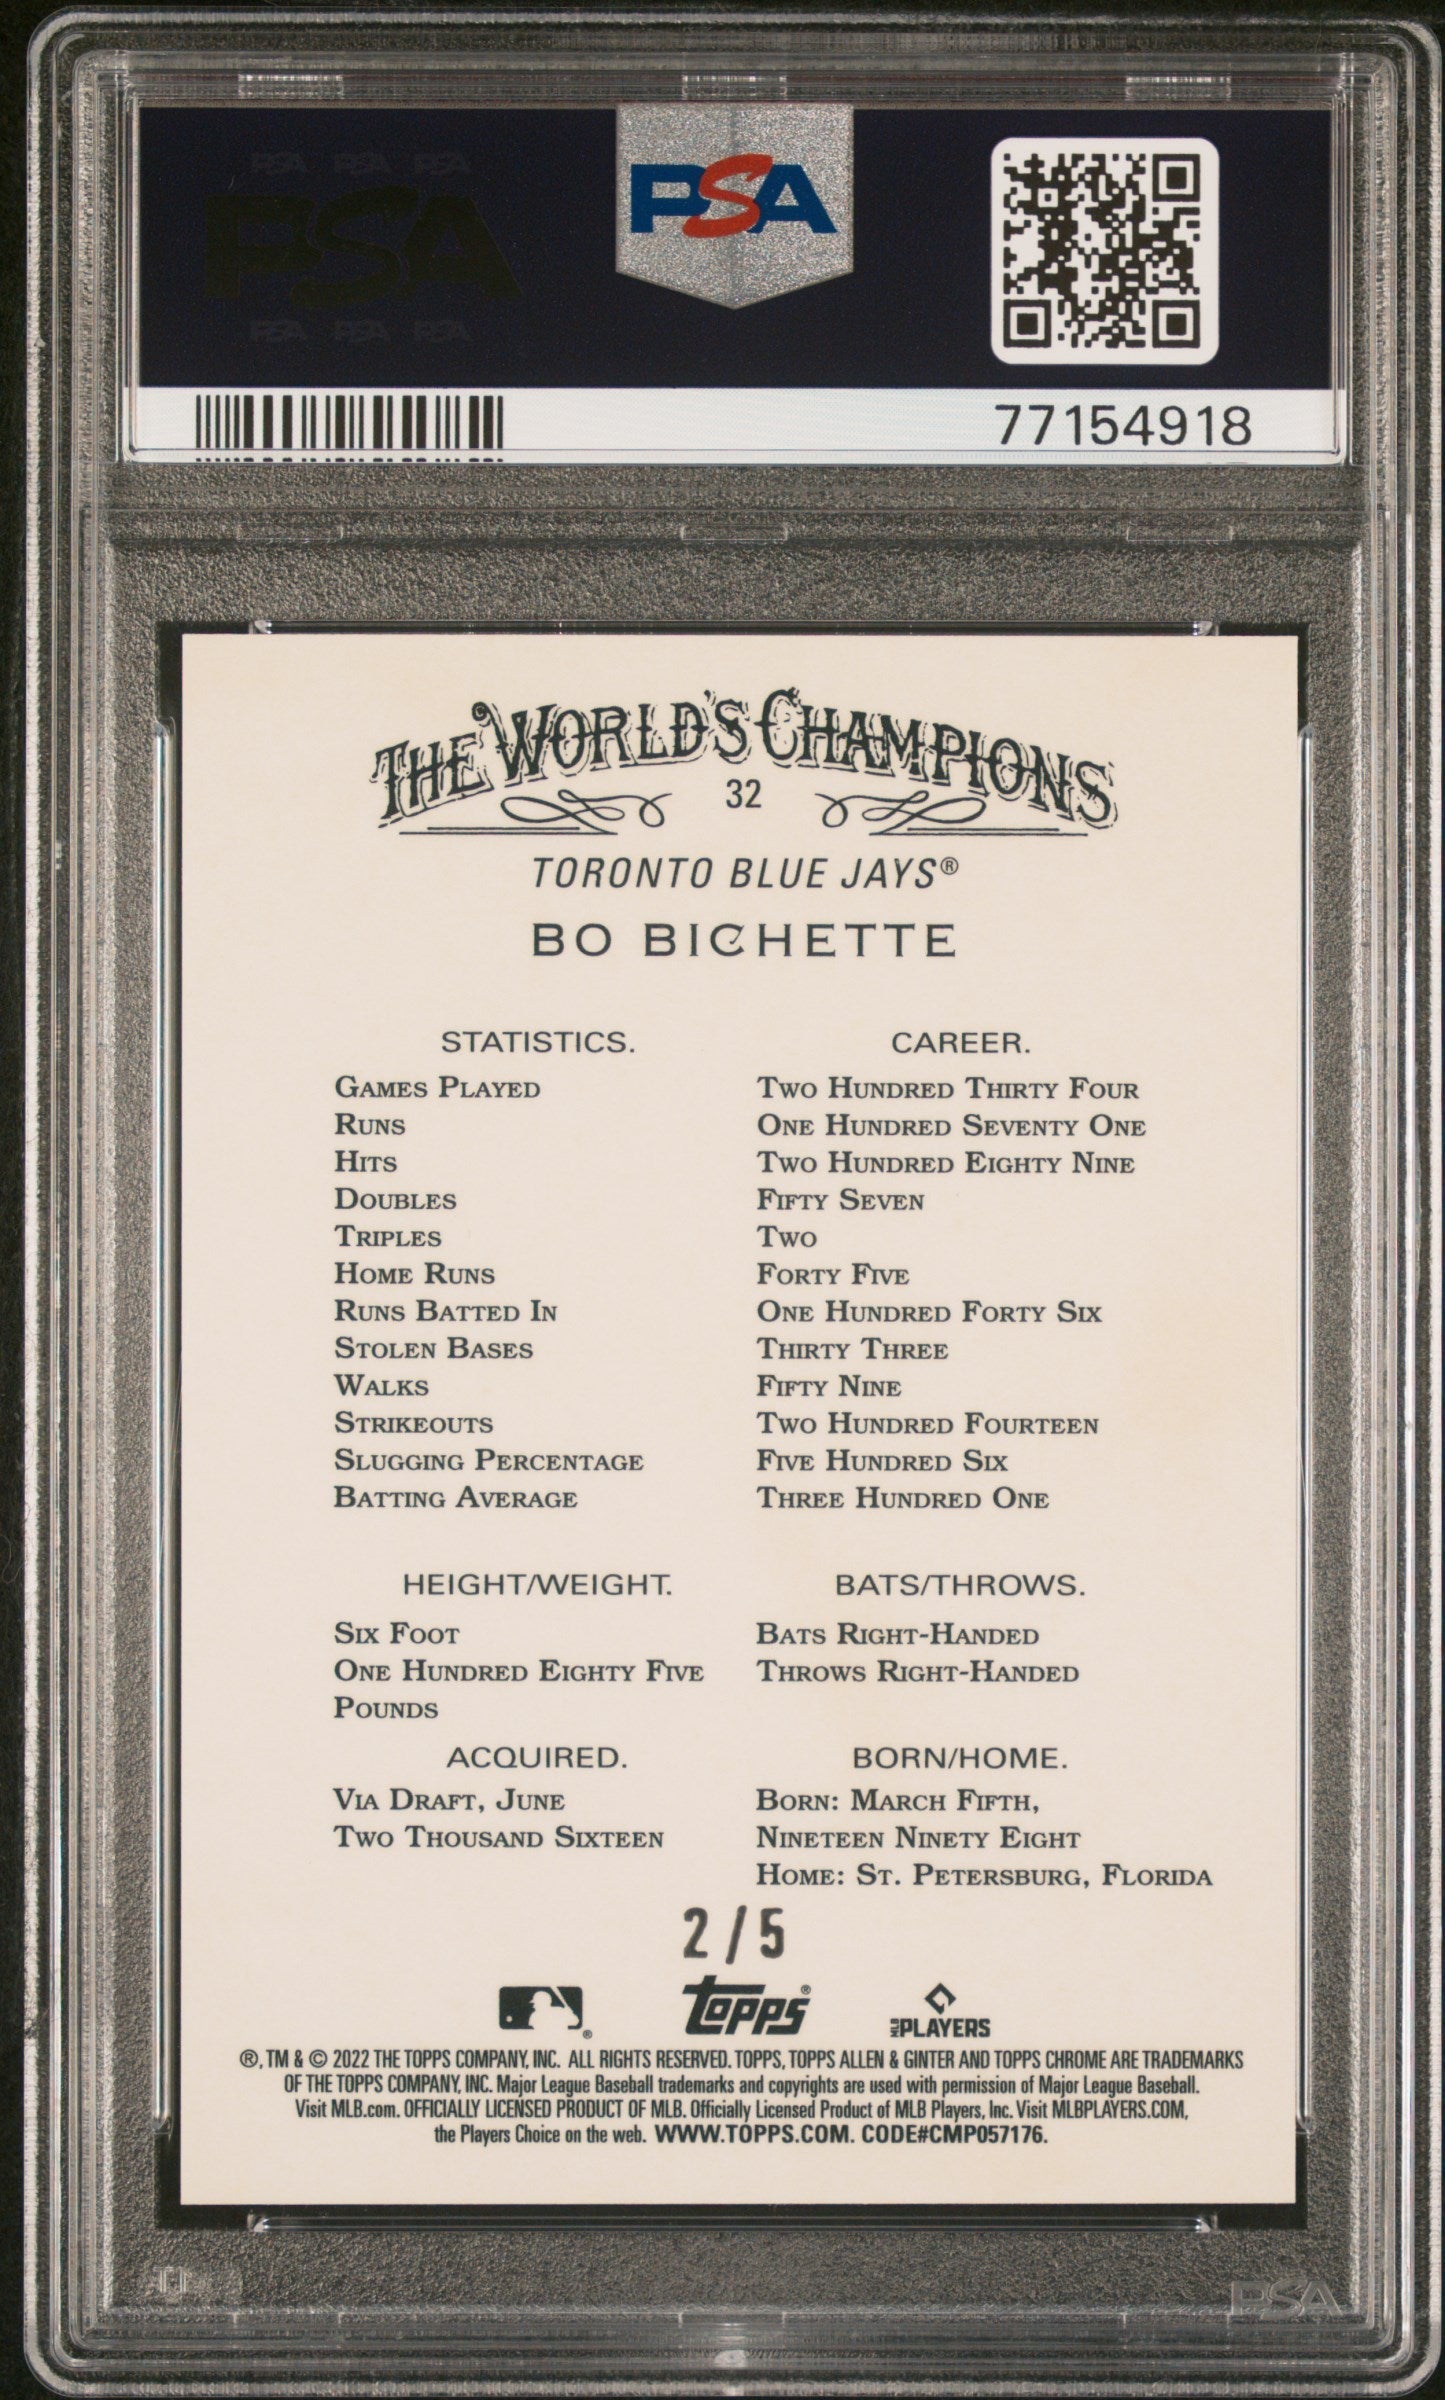 PSA PSA PSA
PSA
PSA PSA PSA
PSA
77154918
THE WORLD'S CHAMPIONS
32
TORONTO BLUE JAYS®
BO BICHETTE
STATISTICS. CAREER.
GAMES PLAYED TWO HUNDRED THIRTY FOUR
RUNS ONE HUNDRED SEVENTY ONE
HITS TWO HUNDRED EIGHTY NINE
DOUBLES FIFTY SEVEN
TRIPLES TWO
HOME RUNS FORTY FIVE
RUNS BATTED IN ONE HUNDRED FORTY SIX
STOLEN BASES THIRTY THREE
WALKS FIFTY NINE
STRIKEOUTS TWO HUNDRED FOURTEEN
SLUGGING PERCENTAGE FIVE HUNDRED SIX
BATTING AVERAGE THREE HUNDRED ONE
HEIGHT/WEIGHT. BATS/THROWS.
SIX FOOT BATS RIGHT-HANDED
ONE HUNDRED EIGHTY FIVE THROWS RIGHT-HANDED
POUNDS
ACQUIRED. BORN/HOME.
VIA DRAFT, JUNE BORN: MARCH FIFTH,
TWO THOUSAND SIXTEEN NINETEEN NINETY EIGHT
HOME: ST. PETERSBURG, FLORIDA
2/5
topps® MLB PLAYERS
®, TM & © 2022 THE TOPPS COMPANY, INC. ALL RIGHTS RESERVED. TOPPS, TOPPS ALLEN & GINTER AND TOPPS CHROME ARE TRADEMARKS
OF THE TOPPS COMPANY, INC. Major League Baseball trademarks and copyrights are used with permission of Major League Baseball.
Visit MLB.com. OFFICIALLY LICENSED PRODUCT OF MLB. Officially Licensed Product of MLB Players, Inc. Visit MLBPLAYERS.COM,
the Players Choice on the web. WWW.TOPPS.COM. CODE#CMP057176.
PSA